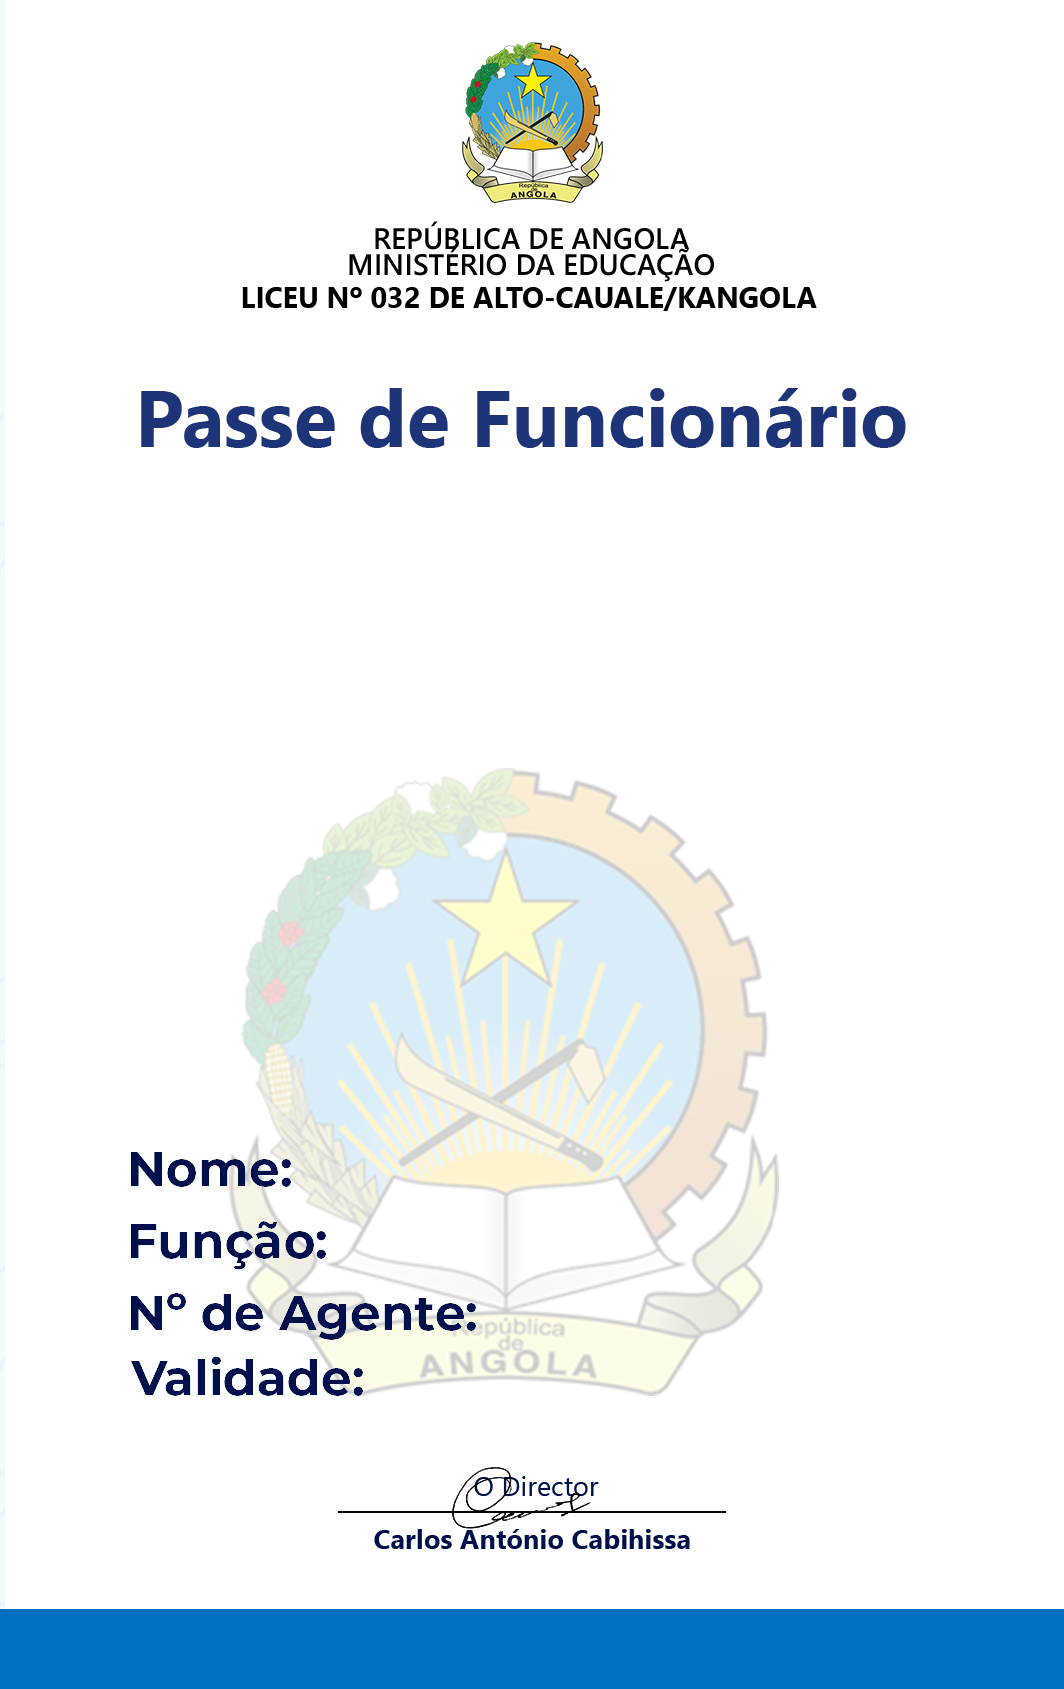 República
de
ANGOLA
REPÚBLICA DE ANGOLA
MINISTÉRIO DA EDUCAÇÃO
LICEU Nº 032 DE ALTO-CAUALE/KANGOLA
Passe de Funcionário
Nome:
Função:
Nº de Agente:
República
de
ANGOLA
Validade:
O Director
Carlos António Cabihissa